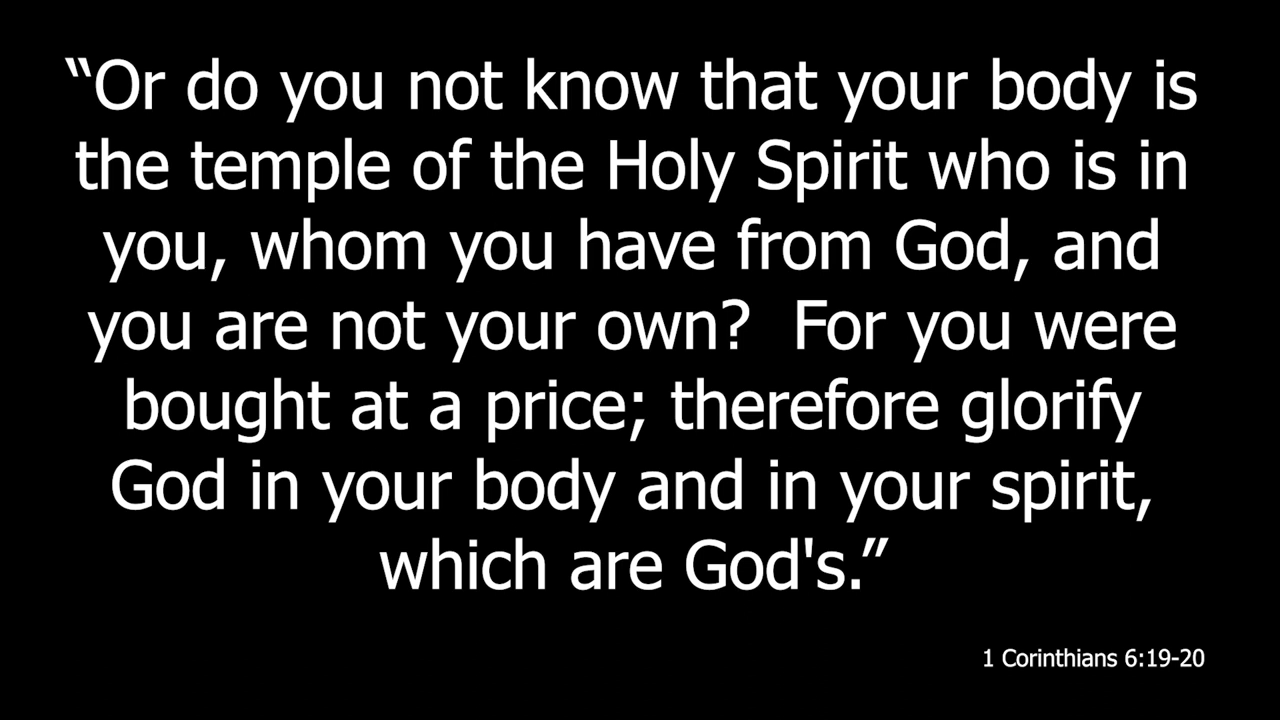 “Or do you not know that your body is
the temple of the Holy Spirit who is in
you, whom you have from God, and
you are not your own?  For you were
bought at a price; therefore glorify
God in your body and in your spirit,
which are God's.”
1 Corinthians 6:19-20